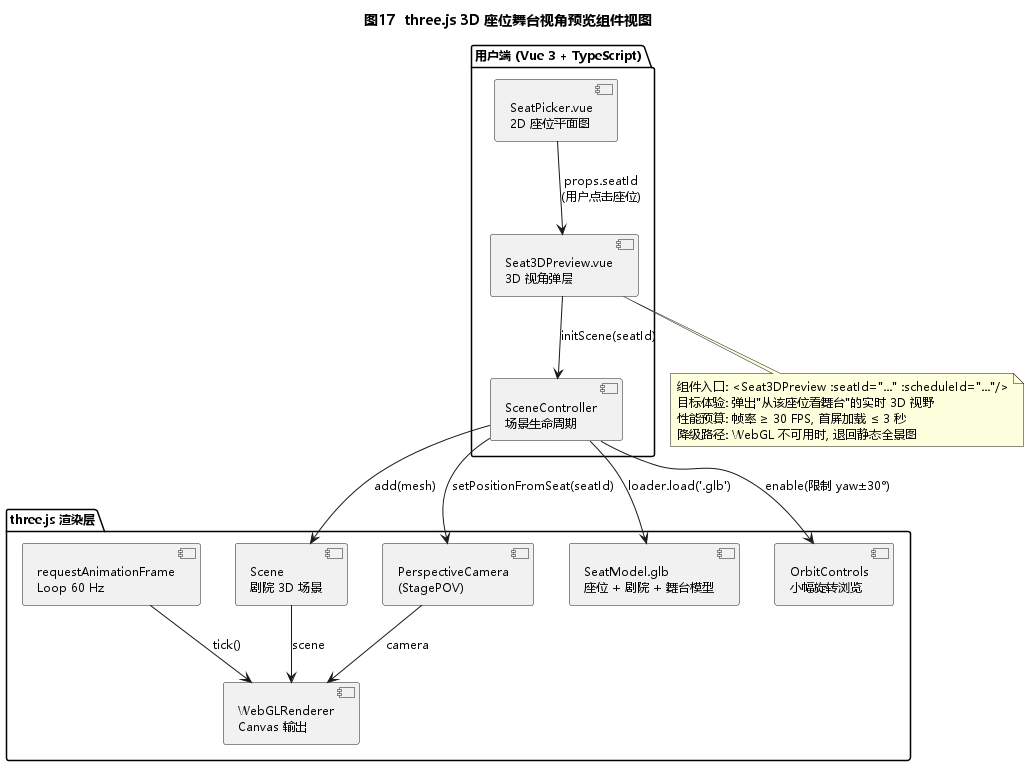 图17 three.js 3D 座位舞台视角预览组件视图
用户端 (Vue 3 + TypeScript)
SeatPicker.vue
2D 座位平面图
props.seatId
(用户点击座位)
Seat3DPreview.vue
3D 视角弹层
initScene(seatId)
组件入口: <Seat3DPreview :seatId="..." :scheduleId="..."/>
目标体验: 弹出"从该座位看舞台"的实时 3D 视野
性能预算: 帧率 ≥ 30 FPS, 首屏加载 ≤ 3 秒
降级路径: WebGL 不可用时, 退回静态全景图
SceneController
场景生命周期
add(mesh)
setPositionFromSeat(seatId)
loader.load('.glb')
enable(限制 yaw±30°)
three.js 渲染层
requestAnimationFrame
Loop 60 Hz
Scene
剧院 3D 场景
PerspectiveCamera
(StagePOV)
SeatModel.glb
座位 + 剧院 + 舞台模型
OrbitControls
小幅旋转浏览
tick()
scene
camera
WebGLRenderer
Canvas 输出